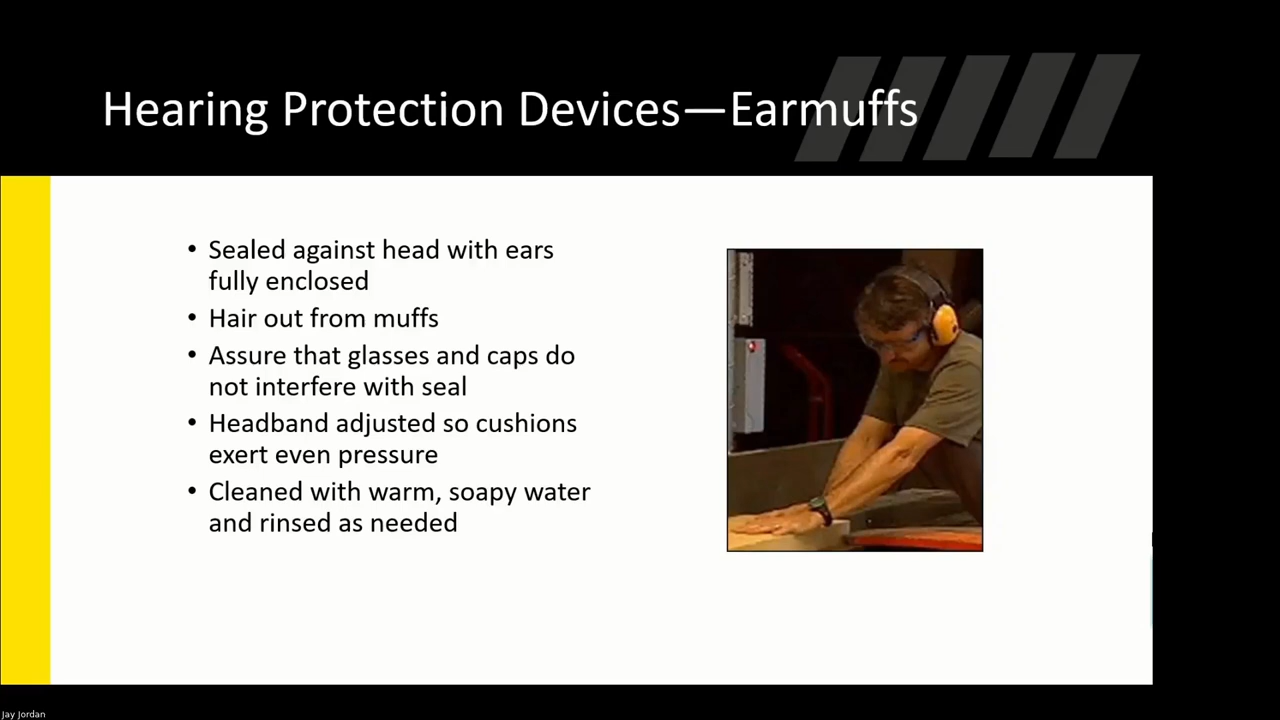 Hearing Protection Devices—Earmuffs
• Sealed against head with ears
fully enclosed
• Hair out from muffs
• Assure that glasses and caps do
not interfere with seal
• Headband adjusted so cushions
exert even pressure
• Cleaned with warm, soapy water
and rinsed as needed
Jay Jordan